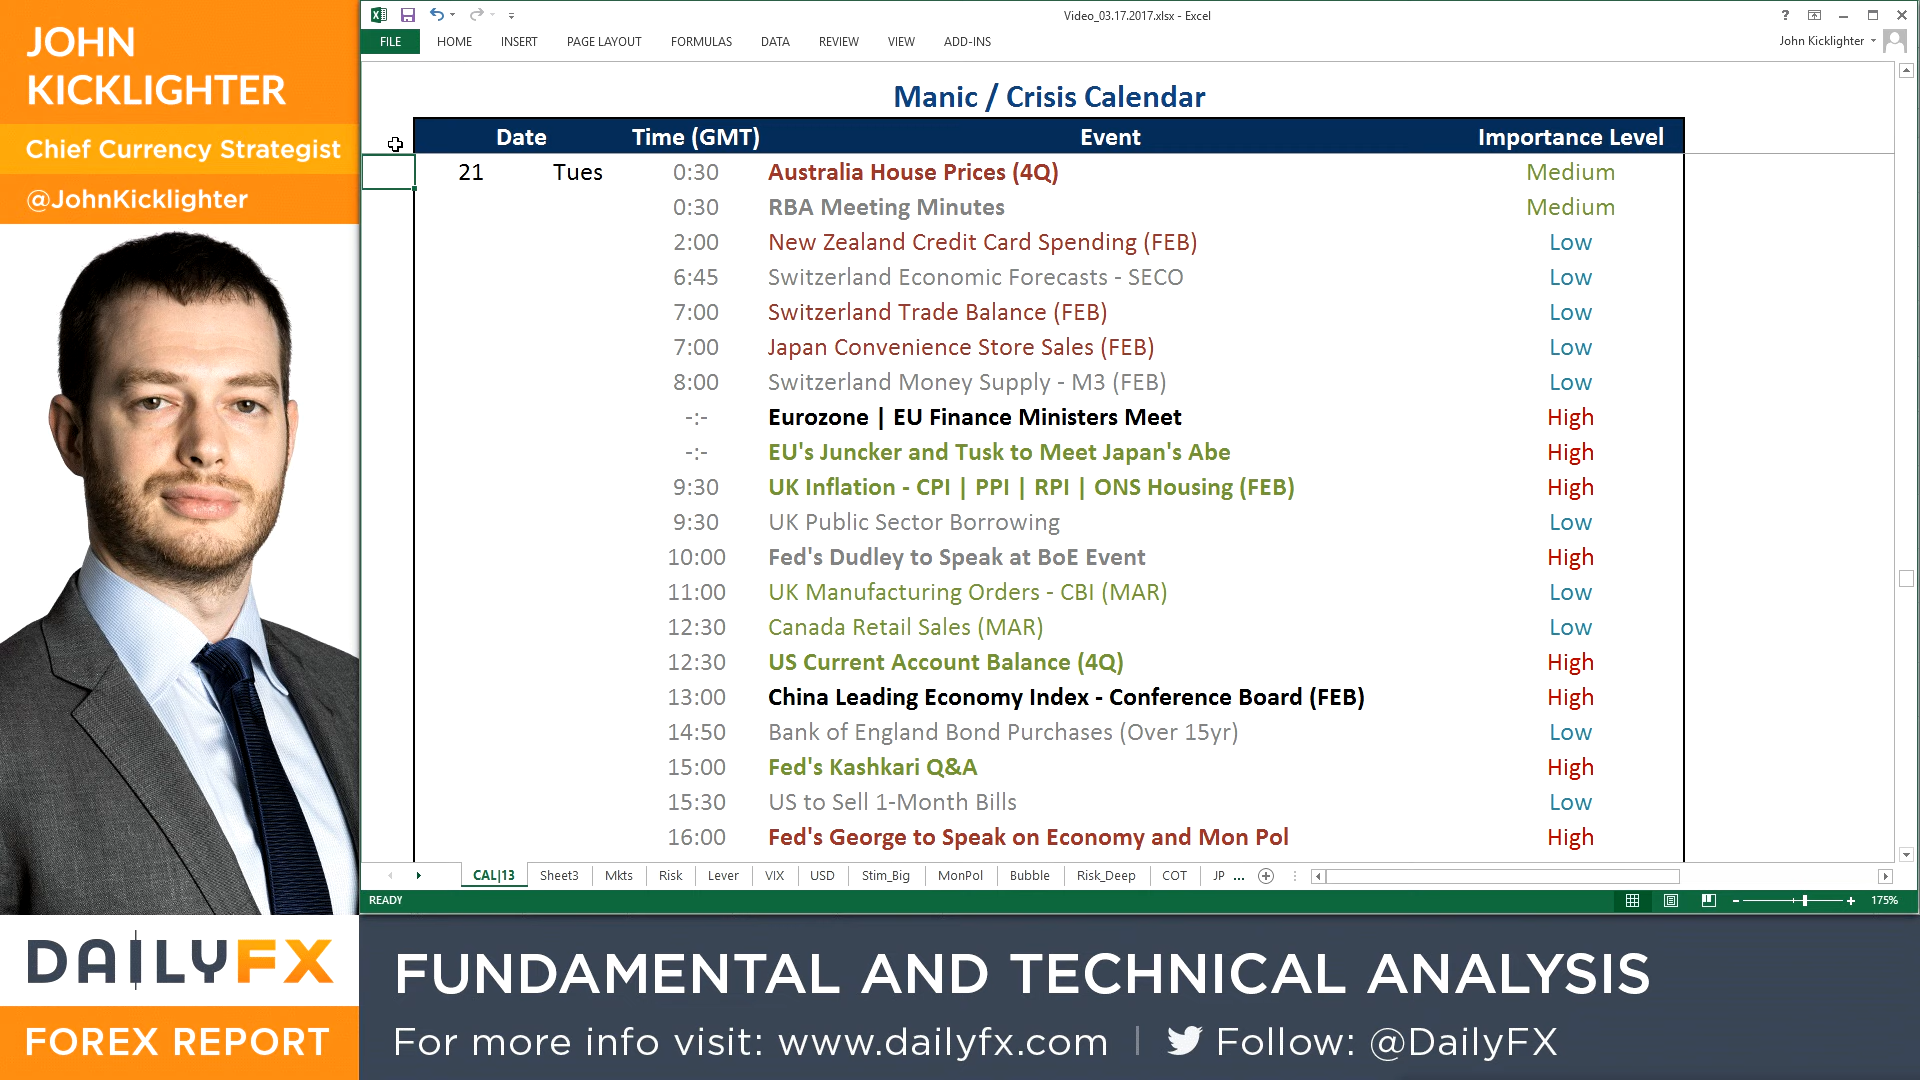 JOHN
KICKLIGHTER
Chief Currency Strategist
@JohnKicklighter
Video_03.17.2017.xlsx - Excel
FILE HOME INSERT PAGE LAYOUT FORMULAS DATA REVIEW VIEW ADD-INS
John Kicklighter
Manic / Crisis Calendar
Date Time (GMT) Event Importance Level
21 Tues 0:30 Australia House Prices (4Q) Medium
0:30 RBA Meeting Minutes Medium
2:00 New Zealand Credit Card Spending (FEB) Low
6:45 Switzerland Economic Forecasts - SECO Low
7:00 Switzerland Trade Balance (FEB) Low
7:00 Japan Convenience Store Sales (FEB) Low
8:00 Switzerland Money Supply - M3 (FEB) Low
-:- Eurozone | EU Finance Ministers Meet High
-:- EU's Juncker and Tusk to Meet Japan's Abe High
9:30 UK Inflation - CPI | PPI | RPI | ONS Housing (FEB) High
9:30 UK Public Sector Borrowing Low
10:00 Fed's Dudley to Speak at BoE Event High
11:00 UK Manufacturing Orders - CBI (MAR) Low
12:30 Canada Retail Sales (MAR) Low
12:30 US Current Account Balance (4Q) High
13:00 China Leading Economy Index - Conference Board (FEB) High
14:50 Bank of England Bond Purchases (Over 15yr) Low
15:00 Fed's Kashkari Q&A High
15:30 US to Sell 1-Month Bills Low
16:00 Fed's George to Speak on Economy and Mon Pol High
CAL|13 Sheet3 Mkts Risk Lever VIX USD Stim_Big MonPol Bubble Risk_Deep COT JP ...
READY 175%
DAILYFX
FOREX REPORT
FUNDAMENTAL AND TECHNICAL ANALYSIS
For more info visit: www.dailyfx.com | Follow: @DailyFX